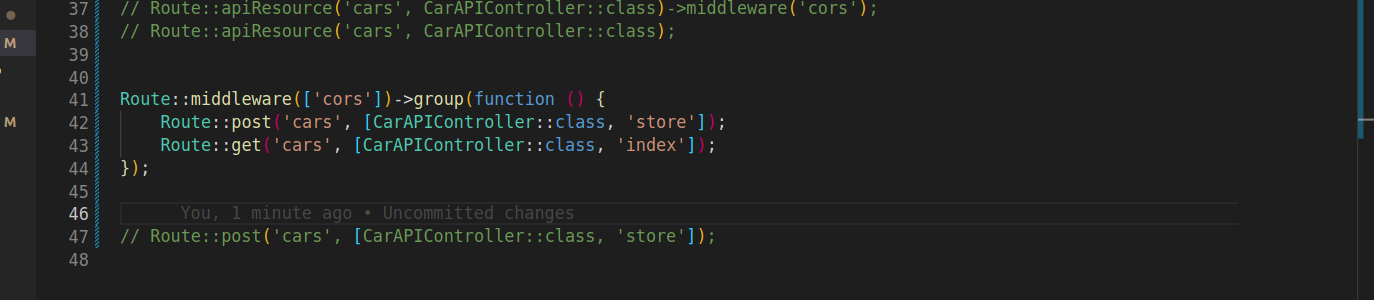 37 // Route::apiResource('cars', CarAPIController::class)->middleware('cors');
M 38 // Route::apiResource('cars', CarAPIController::class);
39
40
41 Route::middleware(['cors'])->group(function () {
M 42     Route::post('cars', [CarAPIController::class, 'store']);
43     Route::get('cars', [CarAPIController::class, 'index']);
44 });
45
46 You, 1 minute ago • Uncommitted changes
47 // Route::post('cars', [CarAPIController::class, 'store']);
48